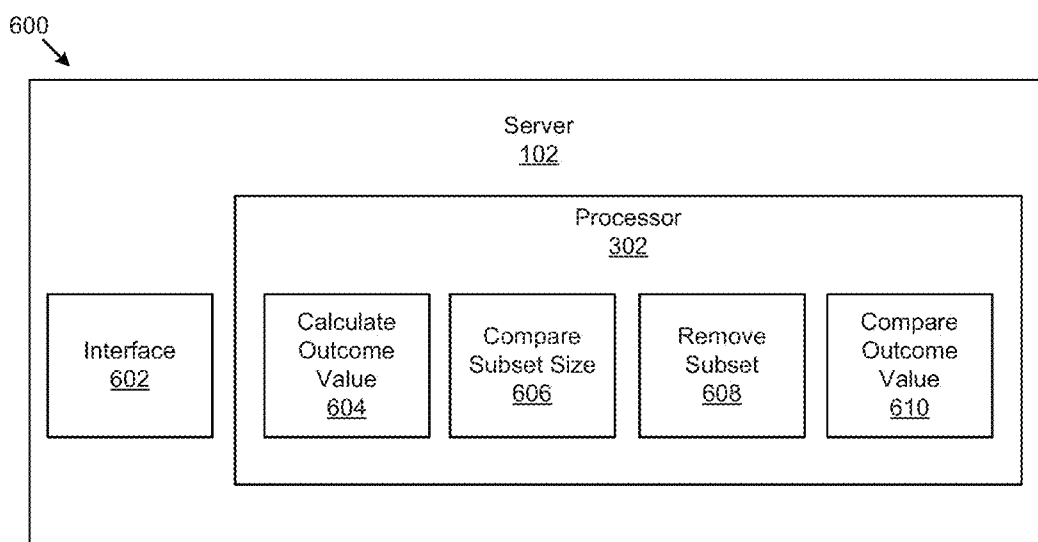 600
Server
102
Processor
302
Interface
602
Calculate
Outcome
Value
604
Compare
Subset Size
606
Remove
Subset
608
Compare
Outcome
Value
610